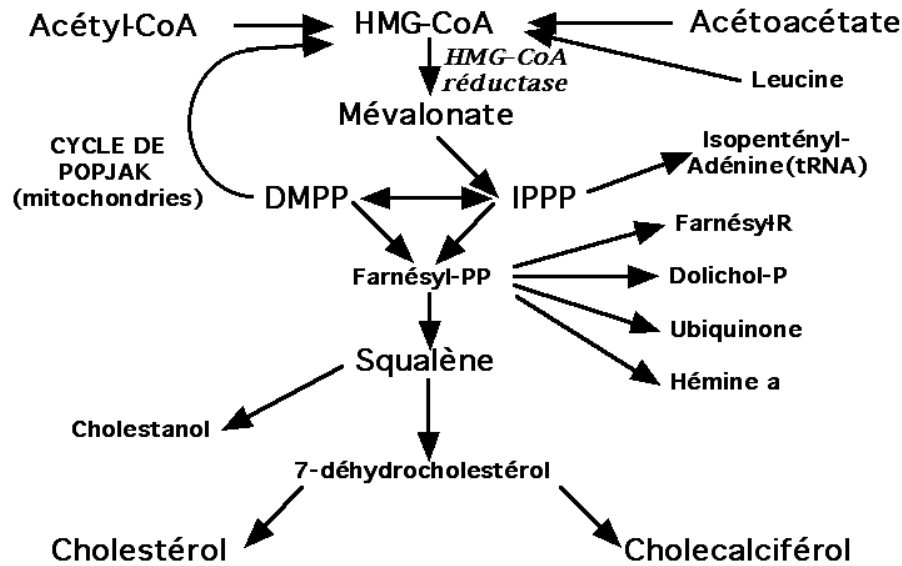 Acétyl-CoA
HMG-CoA
Acétoacétate
HMG-CoA
réductase
Leucine
Mévalonate
CYCLE DE
POPJAK
(mitochondries)
Isopentényl-
Adénine(tRNA)
DMPP
IPPP
Farnésyl-R
Farnésyl-PP
Dolichol-P
Ubiquinone
Squalène
Hémine a
Cholestanol
7-déhydrocholestérol
Cholestérol
Cholecalciférol